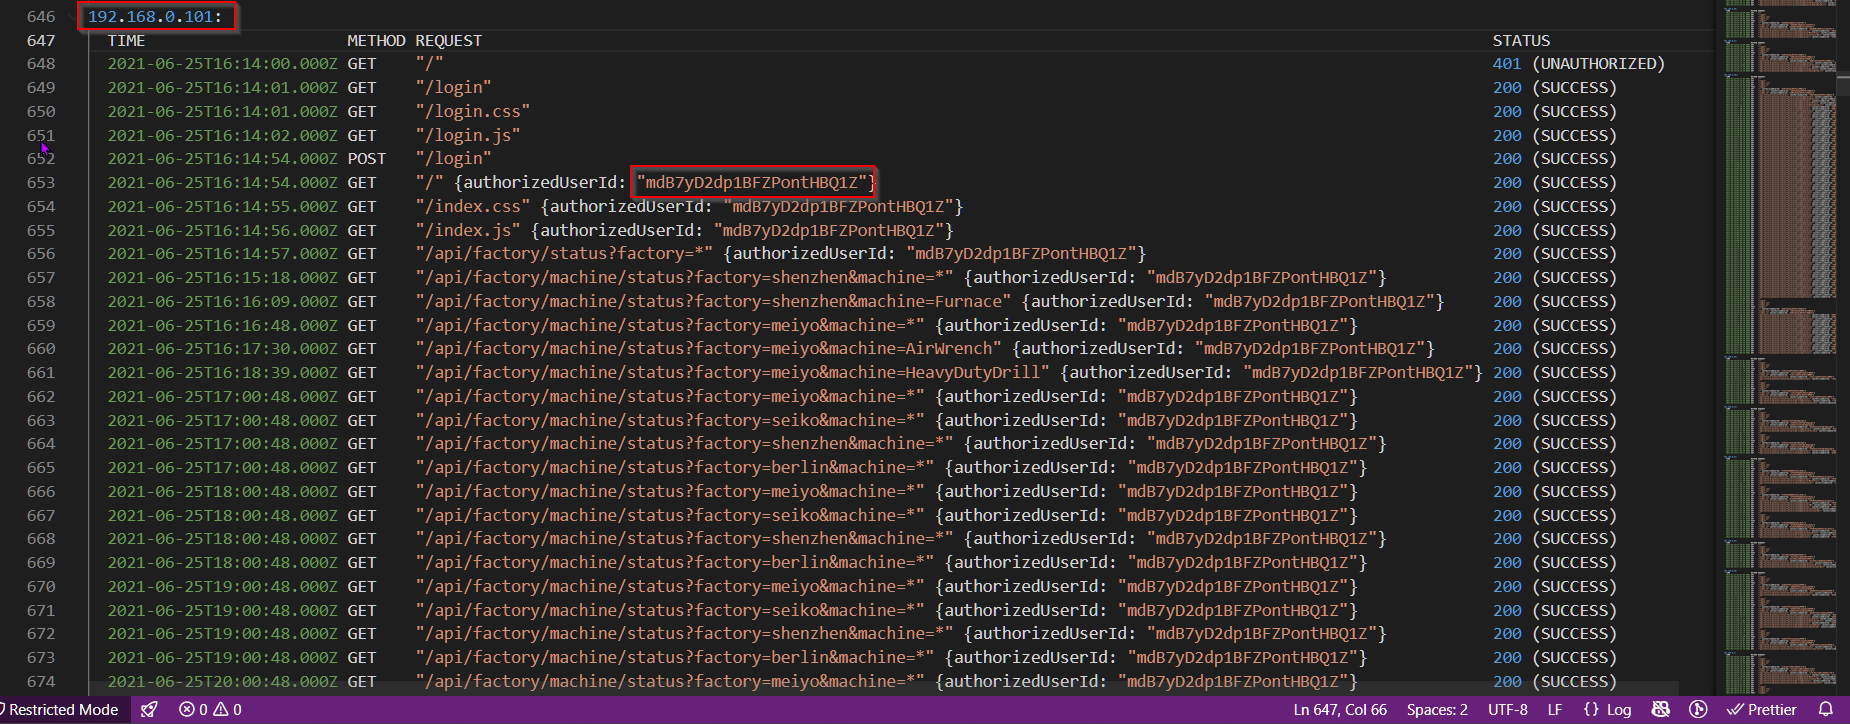 646 192.168.0.101:
647 TIME METHOD REQUEST STATUS
648 2021-06-25T16:14:00.000Z GET "/" 401 (UNAUTHORIZED)
649 2021-06-25T16:14:01.000Z GET "/login" 200 (SUCCESS)
650 2021-06-25T16:14:01.000Z GET "/login.css" 200 (SUCCESS)
651 2021-06-25T16:14:02.000Z GET "/login.js" 200 (SUCCESS)
652 2021-06-25T16:14:54.000Z POST "/login" 200 (SUCCESS)
653 2021-06-25T16:14:54.000Z GET "/" {authorizedUserId: "mdB7yD2dp1BFZPontHBQ1Z"} 200 (SUCCESS)
654 2021-06-25T16:14:55.000Z GET "/index.css" {authorizedUserId: "mdB7yD2dp1BFZPontHBQ1Z"} 200 (SUCCESS)
655 2021-06-25T16:14:56.000Z GET "/index.js" {authorizedUserId: "mdB7yD2dp1BFZPontHBQ1Z"} 200 (SUCCESS)
656 2021-06-25T16:14:57.000Z GET "/api/factory/status?factory=*" {authorizedUserId: "mdB7yD2dp1BFZPontHBQ1Z"} 200 (SUCCESS)
657 2021-06-25T16:15:18.000Z GET "/api/factory/machine/status?factory=shenzhen&machine=*" {authorizedUserId: "mdB7yD2dp1BFZPontHBQ1Z"} 200 (SUCCESS)
658 2021-06-25T16:16:09.000Z GET "/api/factory/machine/status?factory=shenzhen&machine=Furnace" {authorizedUserId: "mdB7yD2dp1BFZPontHBQ1Z"} 200 (SUCCESS)
659 2021-06-25T16:16:48.000Z GET "/api/factory/machine/status?factory=meiyo&machine=*" {authorizedUserId: "mdB7yD2dp1BFZPontHBQ1Z"} 200 (SUCCESS)
660 2021-06-25T16:17:30.000Z GET "/api/factory/machine/status?factory=meiyo&machine=AirWrench" {authorizedUserId: "mdB7yD2dp1BFZPontHBQ1Z"} 200 (SUCCESS)
661 2021-06-25T16:18:39.000Z GET "/api/factory/machine/status?factory=meiyo&machine=HeavyDutyDrill" {authorizedUserId: "mdB7yD2dp1BFZPontHBQ1Z"} 200 (SUCCESS)
662 2021-06-25T17:00:48.000Z GET "/api/factory/machine/status?factory=meiyo&machine=*" {authorizedUserId: "mdB7yD2dp1BFZPontHBQ1Z"} 200 (SUCCESS)
663 2021-06-25T17:00:48.000Z GET "/api/factory/machine/status?factory=seiko&machine=*" {authorizedUserId: "mdB7yD2dp1BFZPontHBQ1Z"} 200 (SUCCESS)
664 2021-06-25T17:00:48.000Z GET "/api/factory/machine/status?factory=shenzhen&machine=*" {authorizedUserId: "mdB7yD2dp1BFZPontHBQ1Z"} 200 (SUCCESS)
665 2021-06-25T17:00:48.000Z GET "/api/factory/machine/status?factory=berlin&machine=*" {authorizedUserId: "mdB7yD2dp1BFZPontHBQ1Z"} 200 (SUCCESS)
666 2021-06-25T18:00:48.000Z GET "/api/factory/machine/status?factory=meiyo&machine=*" {authorizedUserId: "mdB7yD2dp1BFZPontHBQ1Z"} 200 (SUCCESS)
667 2021-06-25T18:00:48.000Z GET "/api/factory/machine/status?factory=seiko&machine=*" {authorizedUserId: "mdB7yD2dp1BFZPontHBQ1Z"} 200 (SUCCESS)
668 2021-06-25T18:00:48.000Z GET "/api/factory/machine/status?factory=shenzhen&machine=*" {authorizedUserId: "mdB7yD2dp1BFZPontHBQ1Z"} 200 (SUCCESS)
669 2021-06-25T18:00:48.000Z GET "/api/factory/machine/status?factory=berlin&machine=*" {authorizedUserId: "mdB7yD2dp1BFZPontHBQ1Z"} 200 (SUCCESS)
670 2021-06-25T19:00:48.000Z GET "/api/factory/machine/status?factory=meiyo&machine=*" {authorizedUserId: "mdB7yD2dp1BFZPontHBQ1Z"} 200 (SUCCESS)
671 2021-06-25T19:00:48.000Z GET "/api/factory/machine/status?factory=seiko&machine=*" {authorizedUserId: "mdB7yD2dp1BFZPontHBQ1Z"} 200 (SUCCESS)
672 2021-06-25T19:00:48.000Z GET "/api/factory/machine/status?factory=shenzhen&machine=*" {authorizedUserId: "mdB7yD2dp1BFZPontHBQ1Z"} 200 (SUCCESS)
673 2021-06-25T19:00:48.000Z GET "/api/factory/machine/status?factory=berlin&machine=*" {authorizedUserId: "mdB7yD2dp1BFZPontHBQ1Z"} 200 (SUCCESS)
674 2021-06-25T20:00:48.000Z GET "/api/factory/machine/status?factory=meiyo&machine=*" {authorizedUserId: "mdB7yD2dp1BFZPontHBQ1Z"} 200 (SUCCESS)
Restricted Mode 0 0 Ln 647, Col 66 Spaces: 2 UTF-8 LF {} Log Prettier